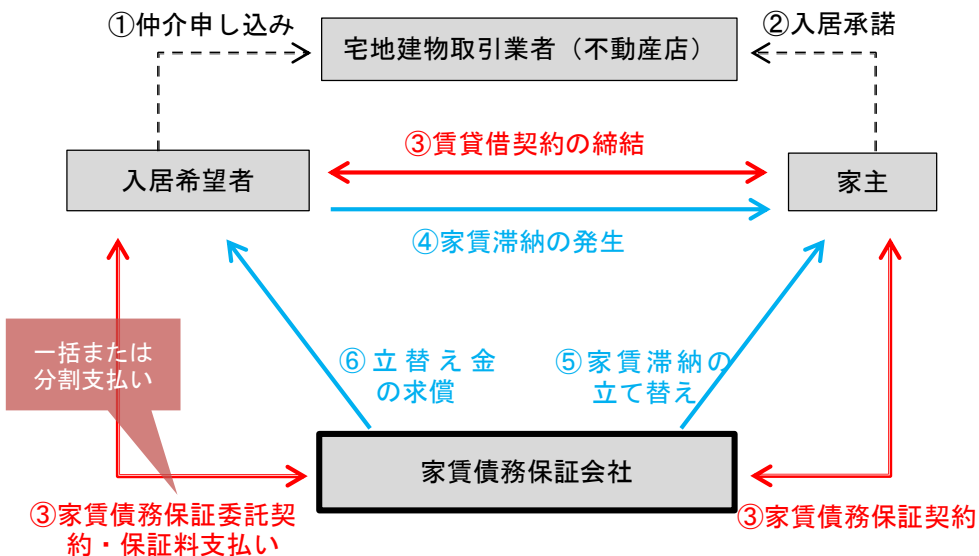 ①仲介申し込み
②入居承諾
宅地建物取引業者（不動産店）
③賃貸借契約の締結
入居希望者
家主
④家賃滞納の発生
一括または
分割支払い
⑥立替え金
の求償
⑤家賃滞納の
立て替え
家賃債務保証会社
③家賃債務保証委託契
約・保証料支払い
③家賃債務保証契約